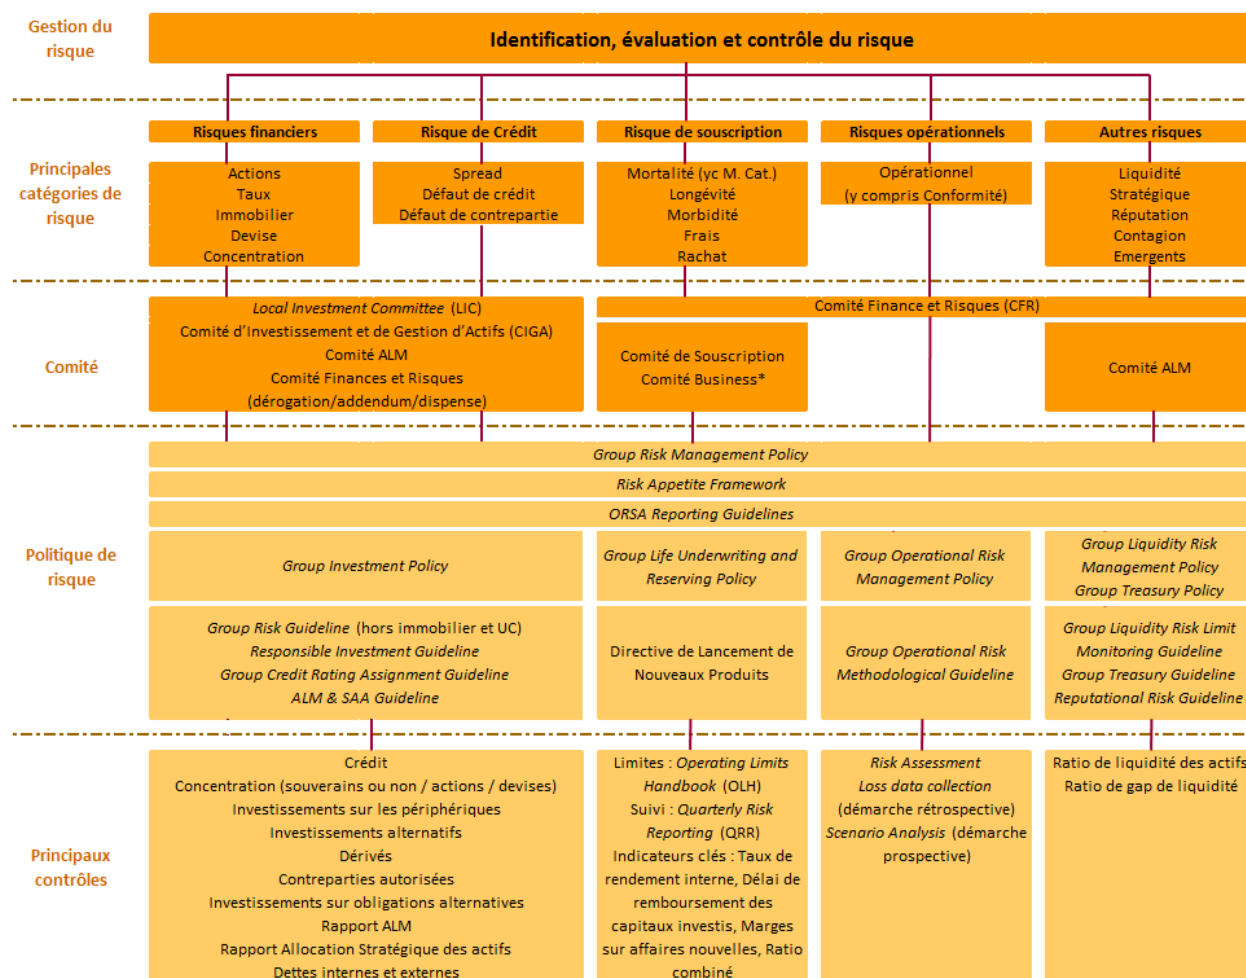 Gestion du
risque
Identification, évaluation et contrôle du risque
Principales
catégories de
risque
Risques financiers
Actions
Taux
Immobilier
Devise
Concentration
Risque de Crédit
Spread
Défaut de crédit
Défaut de contrepartie
Risque de souscription
Mortalité (yc M. Cat.)
Longévité
Morbidité
Frais
Rachat
Risques opérationnels
Opérationnel
(y compris Conformité)
Autres risques
Liquidité
Stratégique
Réputation
Contagion
Emergents
Comité
Local Investment Committee (LIC)
Comité d'Investissement et de Gestion d'Actifs (CIGA)
Comité ALM
Comité Finances et Risques
(dérogation/addendum/dispense)
Comité Finance et Risques (CFR)
Comité de Souscription
Comité Business*
Comité ALM
Politique de
risque
Group Risk Management Policy
Risk Appetite Framework
ORSA Reporting Guidelines
Group Investment Policy
Group Life Underwriting and
Reserving Policy
Group Operational Risk
Management Policy
Group Liquidity Risk
Management Policy
Group Treasury Policy
Group Risk Guideline (hors immobilier et UC)
Responsible Investment Guideline
Group Credit Rating Assignment Guideline
ALM & SAA Guideline
Directive de Lancement de
Nouveaux Produits
Group Operational Risk
Methodological Guideline
Group Liquidity Risk Limit
Monitoring Guideline
Group Treasury Guideline
Reputational Risk Guideline
Principaux
contrôles
Crédit
Concentration (souverains ou non / actions / devises)
Investissements sur les périphériques
Investissements alternatifs
Dérivés
Contreparties autorisées
Investissements sur obligations alternatives
Rapport ALM
Rapport Allocation Stratégique des actifs
Dettes internes et externes
Limites : Operating Limits
Handbook (OLH)
Suivi : Quarterly Risk
Reporting (QRR)
Indicateurs clés : Taux de
rendement interne, Délai de
remboursement des
capitaux investis, Marges
sur affaires nouvelles, Ratio
combiné
Risk Assessment
Loss data collection
(démarche rétrospective)
Scenario Analysis (démarche
prospective)
Ratio de liquidité des actifs
Ratio de gap de liquidité